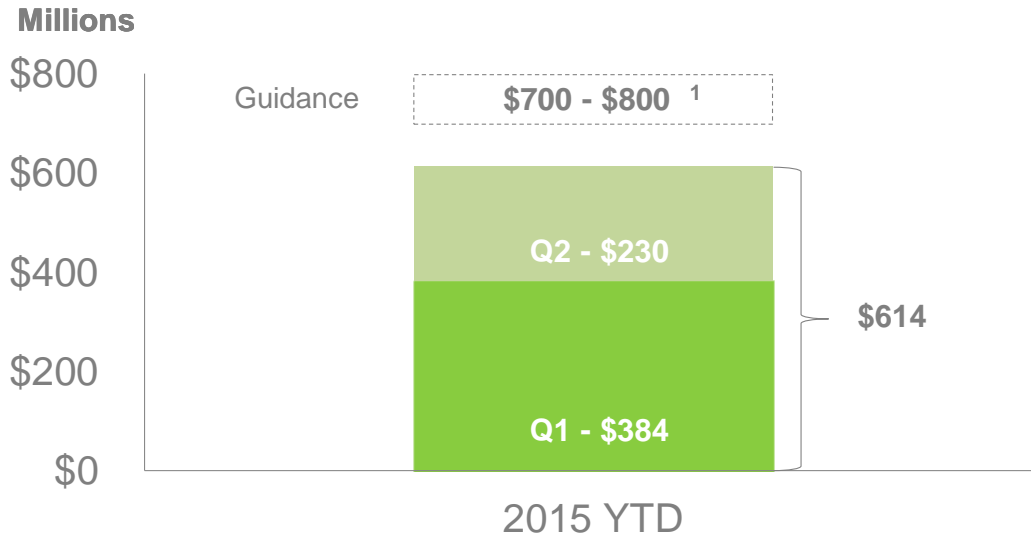 Millions
$800
Guidance
$700 - $800 1
$600
Q2 - $230
$400
$614
$200
Q1 - $384
$0
2015 YTD